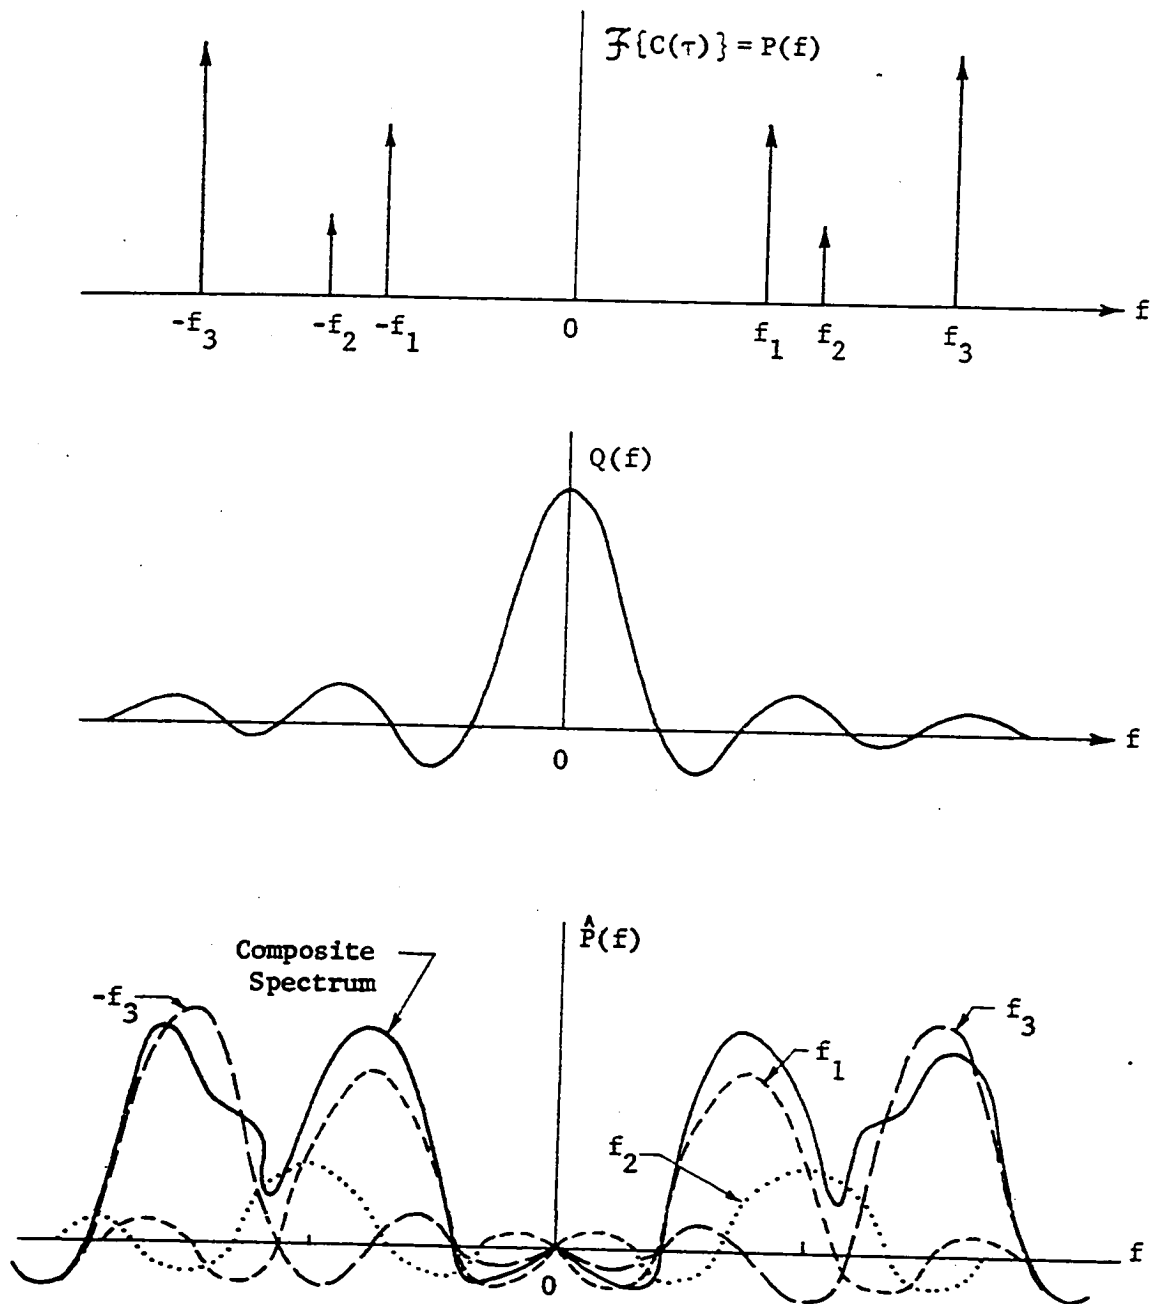 ℱ{C(τ)} = P(f)
-f₃ -f₂ -f₁ 0 f₁ f₂ f₃ f
Q(f)
0 f
P̂(f)
Composite
Spectrum
-f₃ f₃
f₁
f₂
0 f